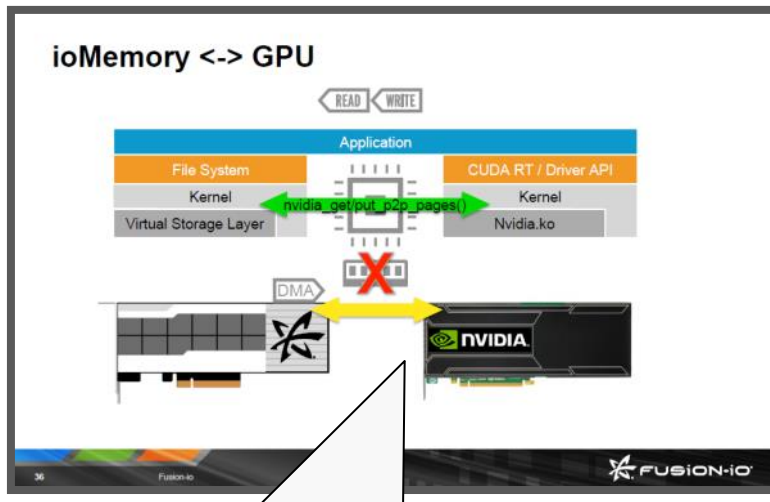 ioMemory <-> GPU
READ WRITE
Application
File System
CUDA RT / Driver API
Kernel
nvidia_get/put_p2p_pages()
Kernel
Virtual Storage Layer
Nvidia.ko
X
DMA
NVIDIA.
36
Fusion-io
FUSION-IO